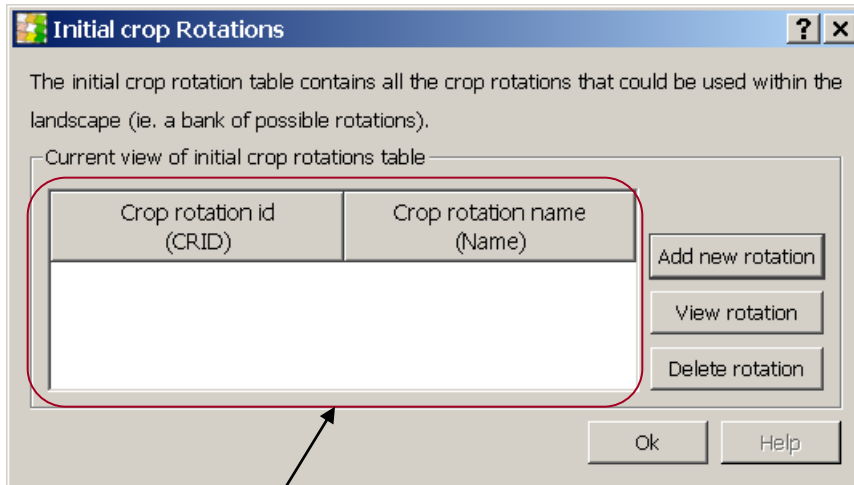 Initial crop Rotations
The initial crop rotation table contains all the crop rotations that could be used within the
landscape (ie. a bank of possible rotations).
Current view of initial crop rotations table
Crop rotation id
(CRID)
Crop rotation name
(Name)
Add new rotation
View rotation
Delete rotation
Ok
Help